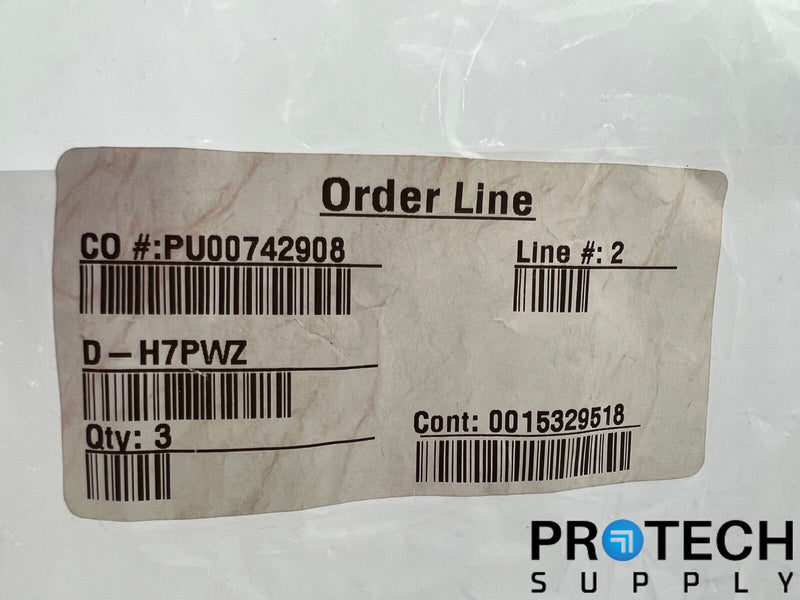 Order Line
CO #:PU00742908
Line #: 2
D – H7PWZ
Qty: 3
Cont: 0015329518
PROTECH
SUPPLY